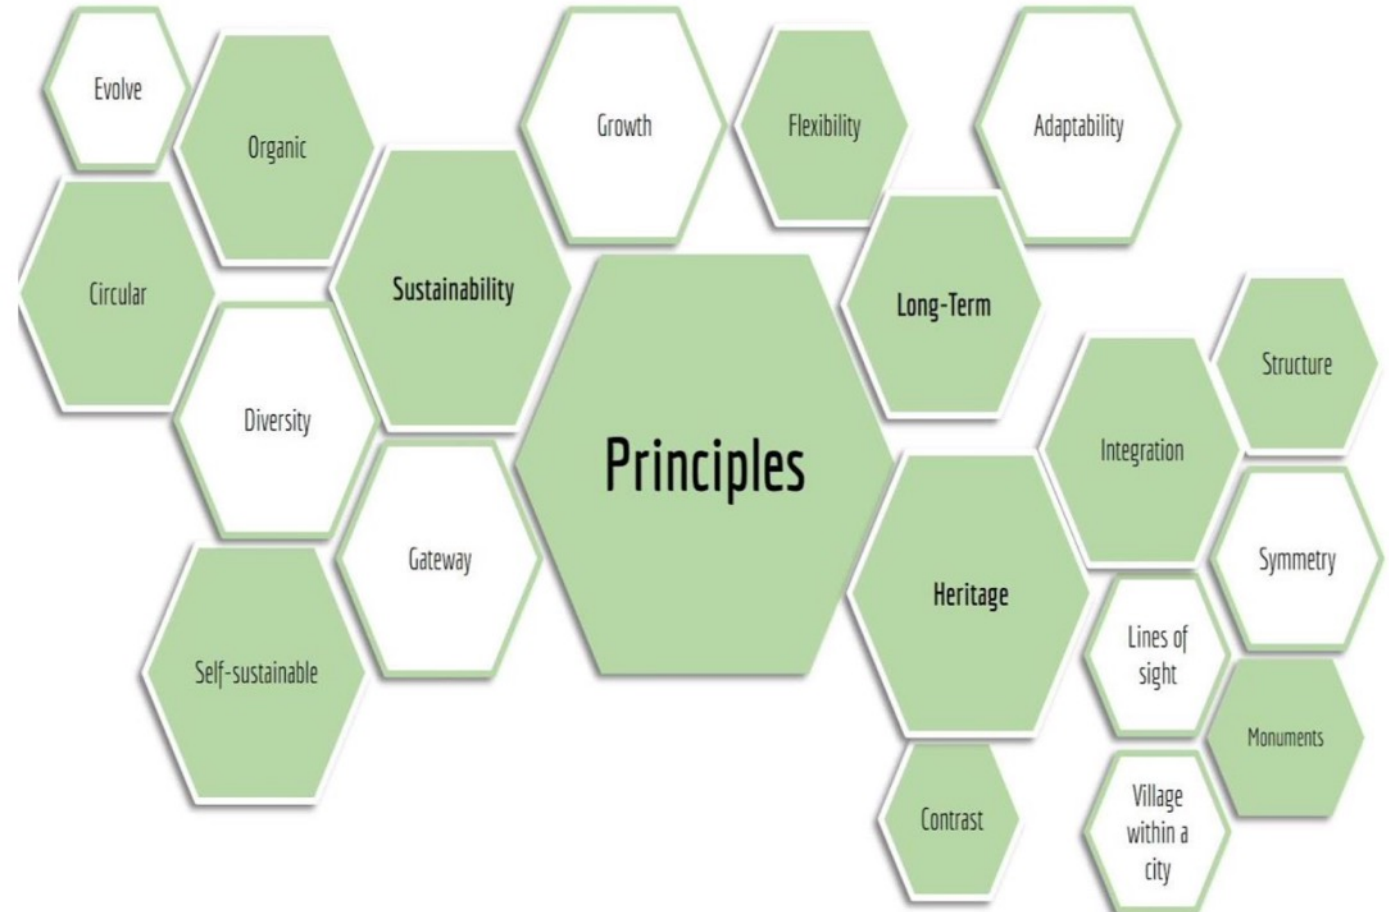 Evolve
Organic
Growth
Flexibility
Adaptability
Circular
Sustainability
Long-Term
Structure
Diversity
Integration
Principles
Gateway
Heritage
Symmetry
Self-sustainable
Lines of
sight
Monuments
Contrast
Village
within a
city